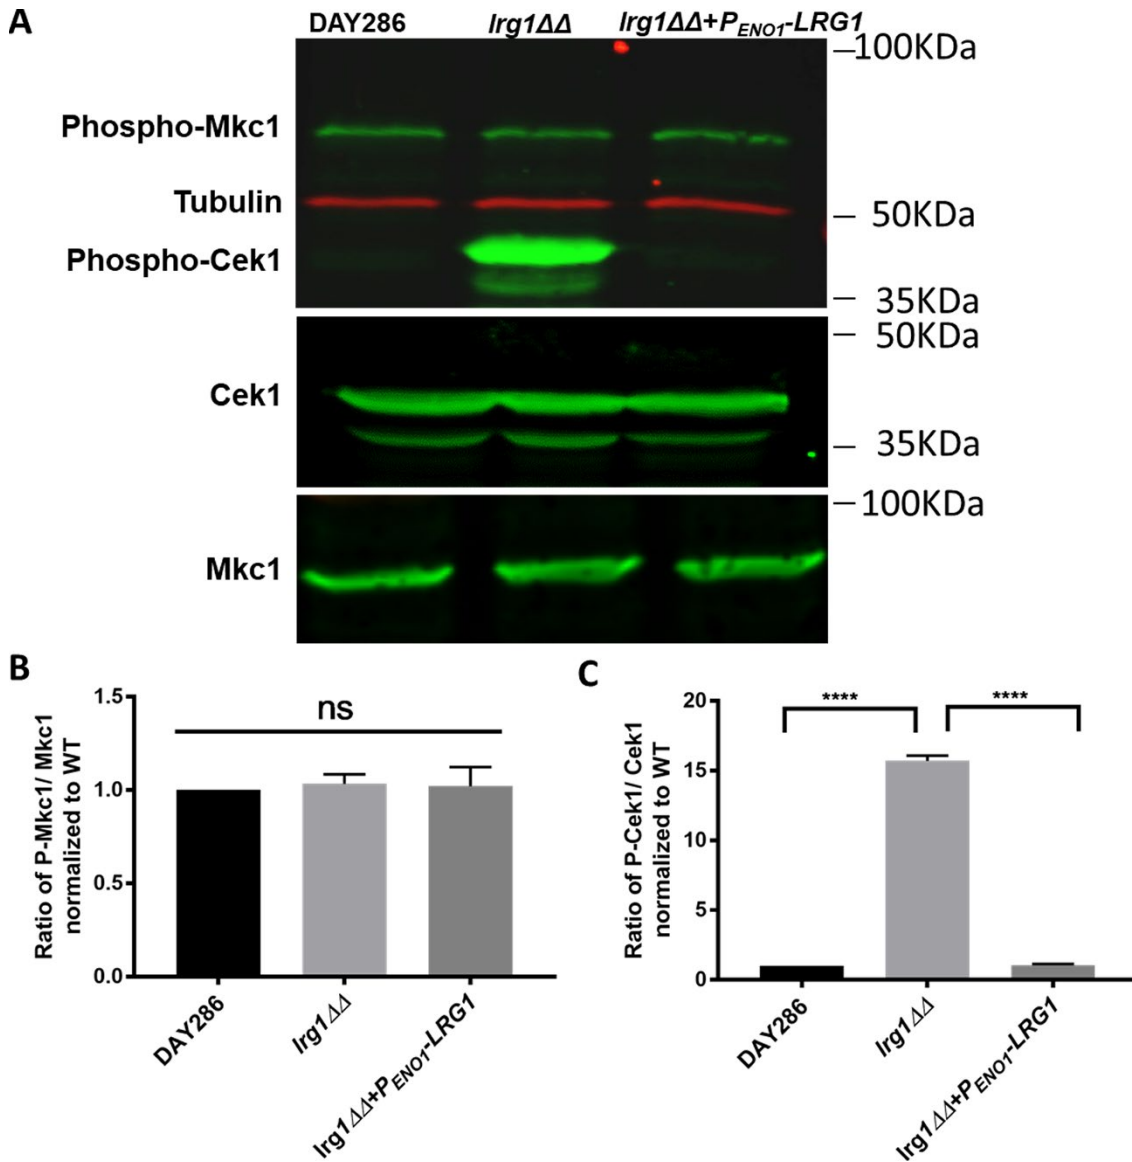 A
DAY286 lrg1ΔΔ lrg1ΔΔ+PENO1-LRG1
100KDa
Phospho-Mkc1
Tubulin
50KDa
Phospho-Cek1
35KDa
50KDa
Cek1
35KDa
100KDa
Mkc1
B
Ratio of P-Mkc1/ Mkc1
normalized to WT
1.5
1.0
0.5
0.0
ns
DAY286
lrg1ΔΔ
lrg1ΔΔ+PENO1-LRG1
C
Ratio of P-Cek1/ Cek1
normalized to WT
20
15
10
5
0
**** ****
DAY286
lrg1ΔΔ
lrg1ΔΔ+PENO1-LRG1